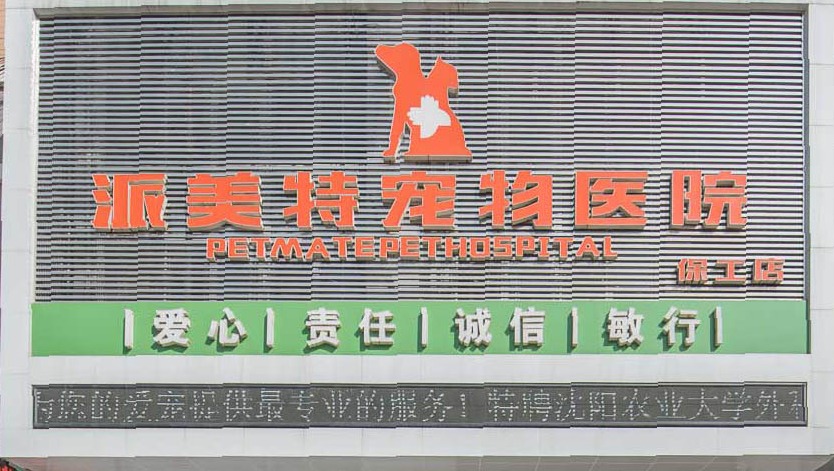 派美特宠物医院
PETMATEPETHOSPITAL
保工店
|爱心|责任|诚信|敏行|
您的爱宠提供最专业的服务！特聘沈阳农业大学外